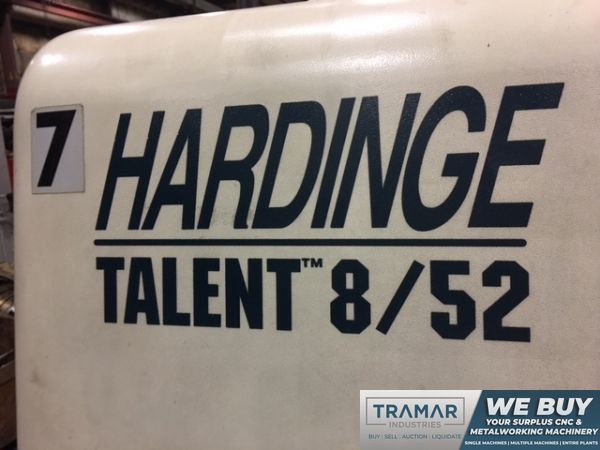 7
HARDINGE
TALENT™ 8/52
TRAMAR
INDUSTRIES
BUY | SELL | AUCTION | LIQUIDATE
WE BUY
YOUR SURPLUS CNC &
METALWORKING MACHINERY
SINGLE MACHINES | MULTIPLE MACHINES | ENTIRE PLANTS